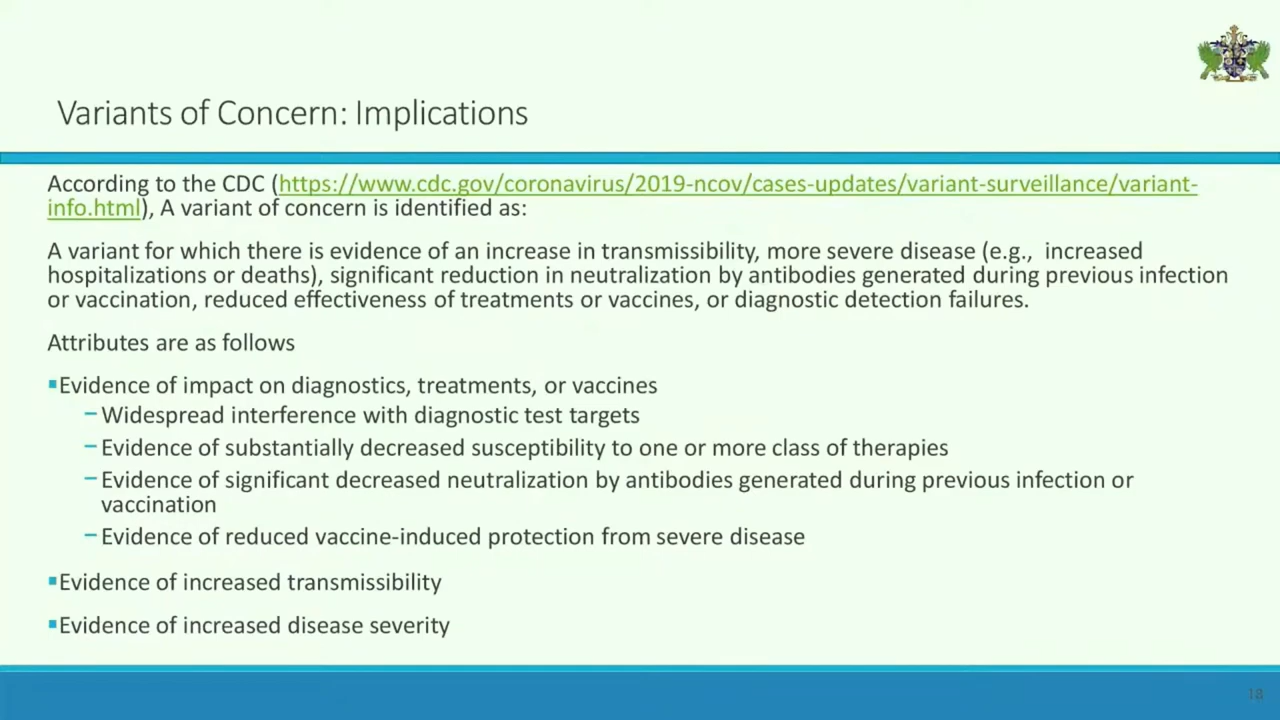 Variants of Concern: Implications
According to the CDC (https://www.cdc.gov/coronavirus/2019-ncov/cases-updates/variant-surveillance/variant-
info.html), A variant of concern is identified as:
A variant for which there is evidence of an increase in transmissibility, more severe disease (e.g., increased
hospitalizations or deaths), significant reduction in neutralization by antibodies generated during previous infection
or vaccination, reduced effectiveness of treatments or vaccines, or diagnostic detection failures.
Attributes are as follows
▪Evidence of impact on diagnostics, treatments, or vaccines
–Widespread interference with diagnostic test targets
–Evidence of substantially decreased susceptibility to one or more class of therapies
–Evidence of significant decreased neutralization by antibodies generated during previous infection or
vaccination
–Evidence of reduced vaccine-induced protection from severe disease
▪Evidence of increased transmissibility
▪Evidence of increased disease severity
18